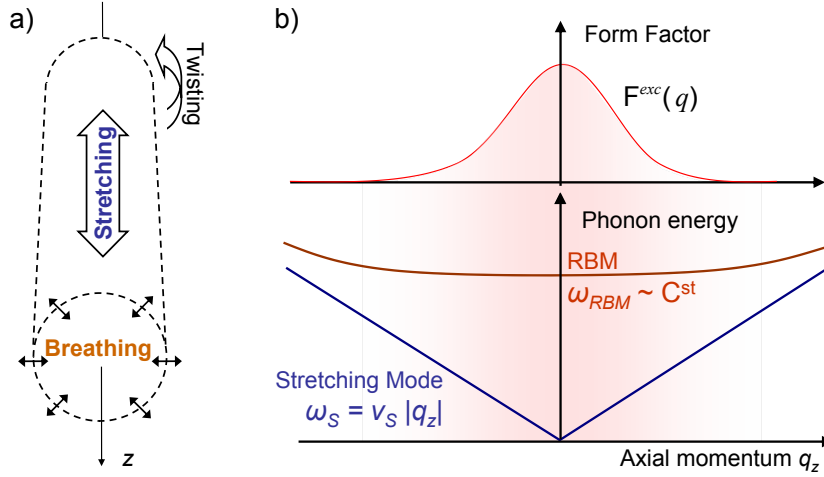 a)
Twisting
Stretching
Breathing
z
b)
Form Factor
F^exc(q)
Phonon energy
RBM
ω_RBM ~ C^st
Stretching Mode
ω_S = v_S |q_z|
Axial momentum q_z